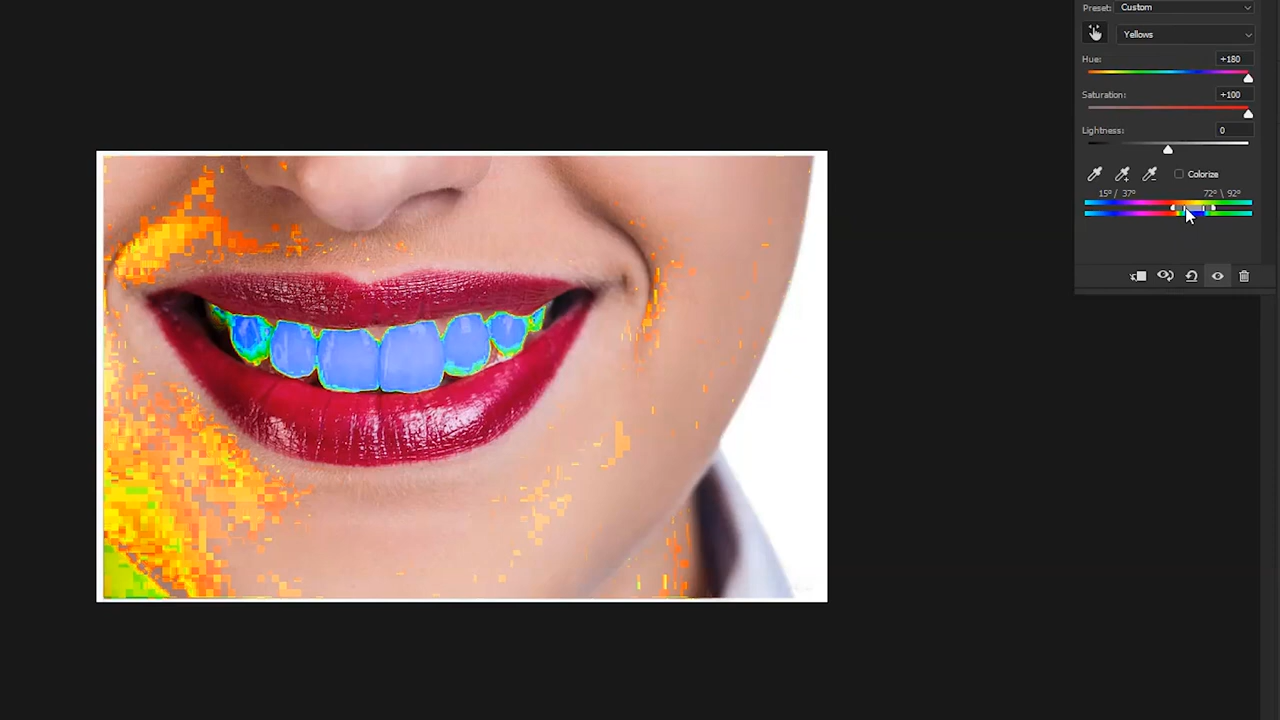 Preset: Custom
Yellows
Hue: +180
Saturation: +100
Lightness: 0
Colorize
15° / 37° 72° \ 92°